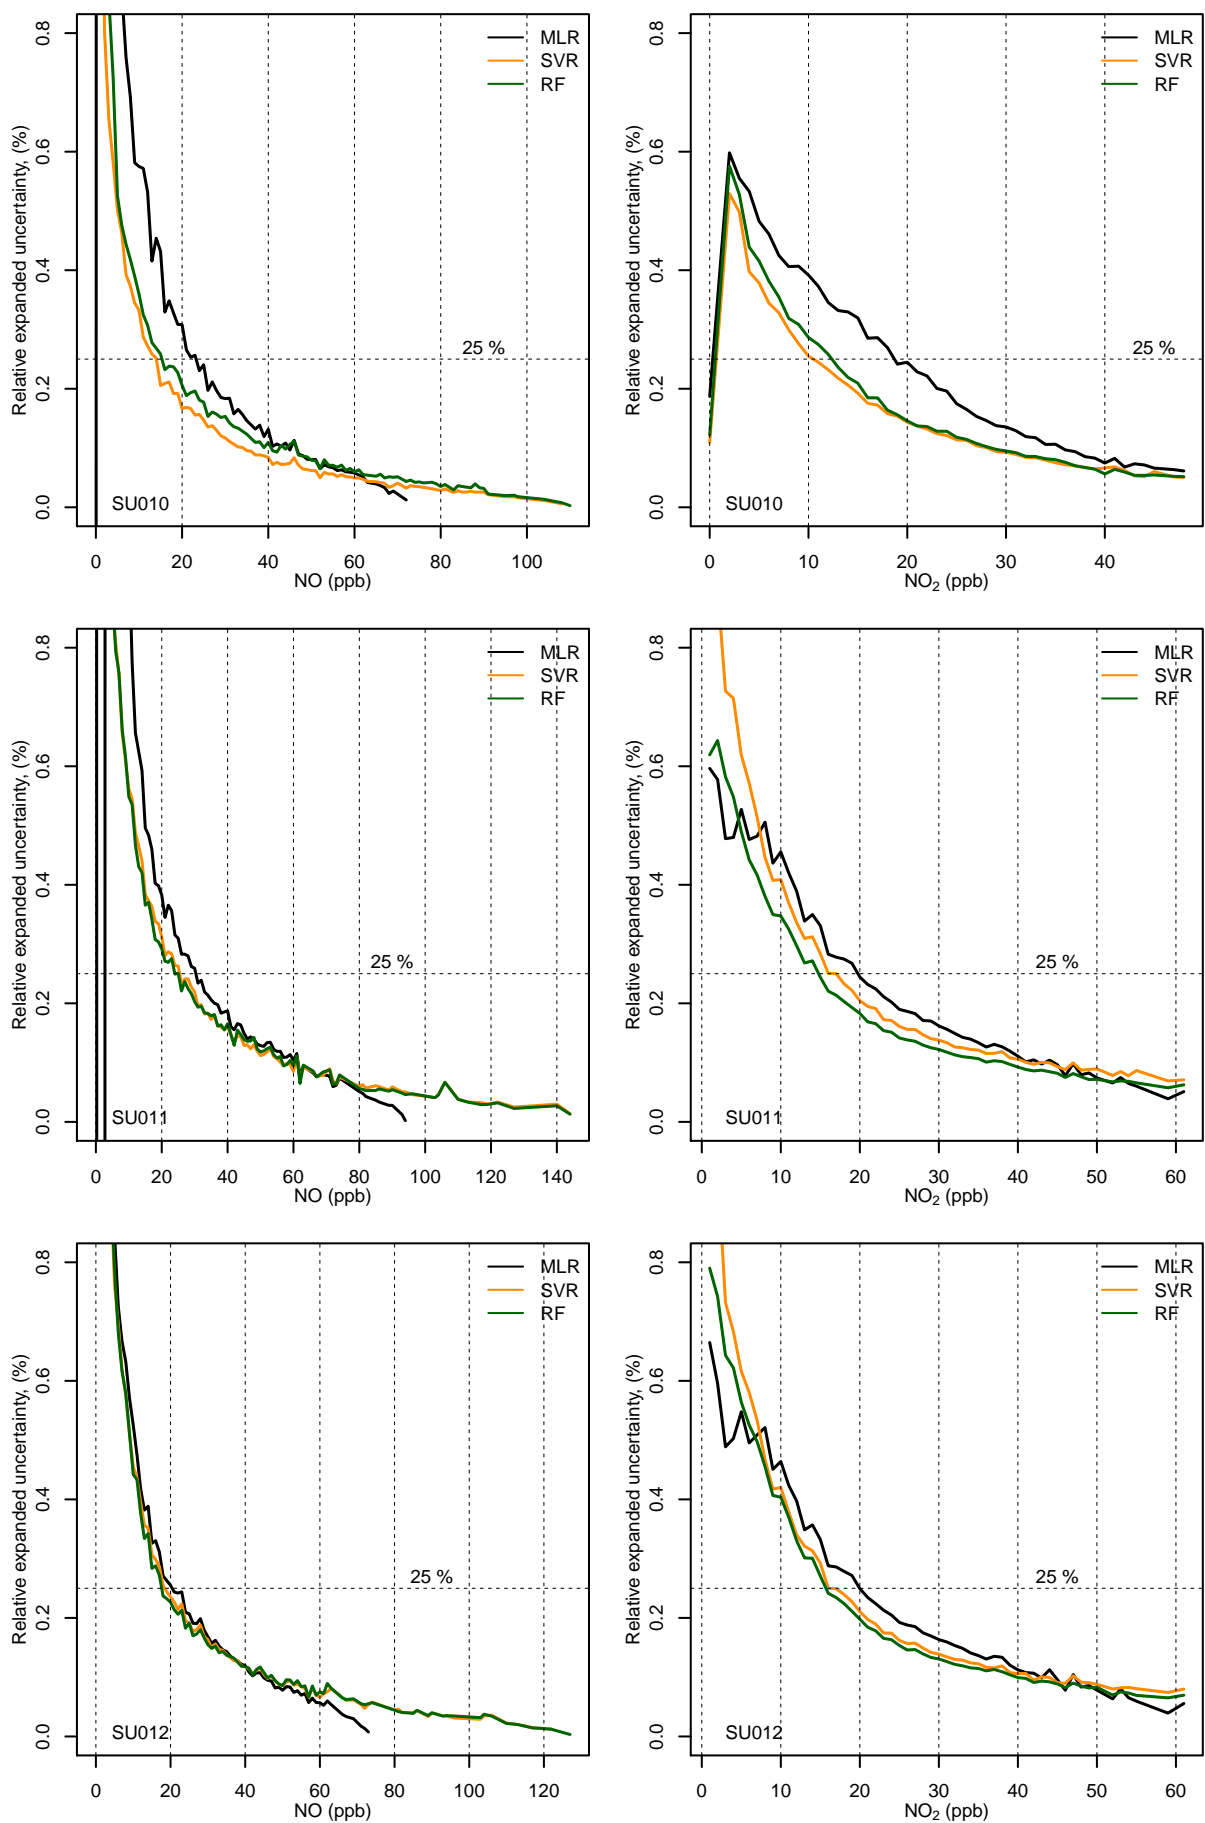 Relative expanded uncertainty, (%)
0.0 0.2 0.4 0.6 0.8
MLR
SVR
RF
25 %
SU010
0 20 40 60 80 100
NO (ppb)
Relative expanded uncertainty, (%)
0.0 0.2 0.4 0.6 0.8
MLR
SVR
RF
25 %
SU010
0 10 20 30 40
NO₂ (ppb)
Relative expanded uncertainty, (%)
0.0 0.2 0.4 0.6 0.8
MLR
SVR
RF
25 %
SU011
0 20 40 60 80 100 120 140
NO (ppb)
Relative expanded uncertainty, (%)
0.0 0.2 0.4 0.6 0.8
MLR
SVR
RF
25 %
SU011
0 10 20 30 40 50 60
NO₂ (ppb)
Relative expanded uncertainty, (%)
0.0 0.2 0.4 0.6 0.8
MLR
SVR
RF
25 %
SU012
0 20 40 60 80 100 120
NO (ppb)
Relative expanded uncertainty, (%)
0.0 0.2 0.4 0.6 0.8
MLR
SVR
RF
25 %
SU012
0 10 20 30 40 50 60
NO₂ (ppb)